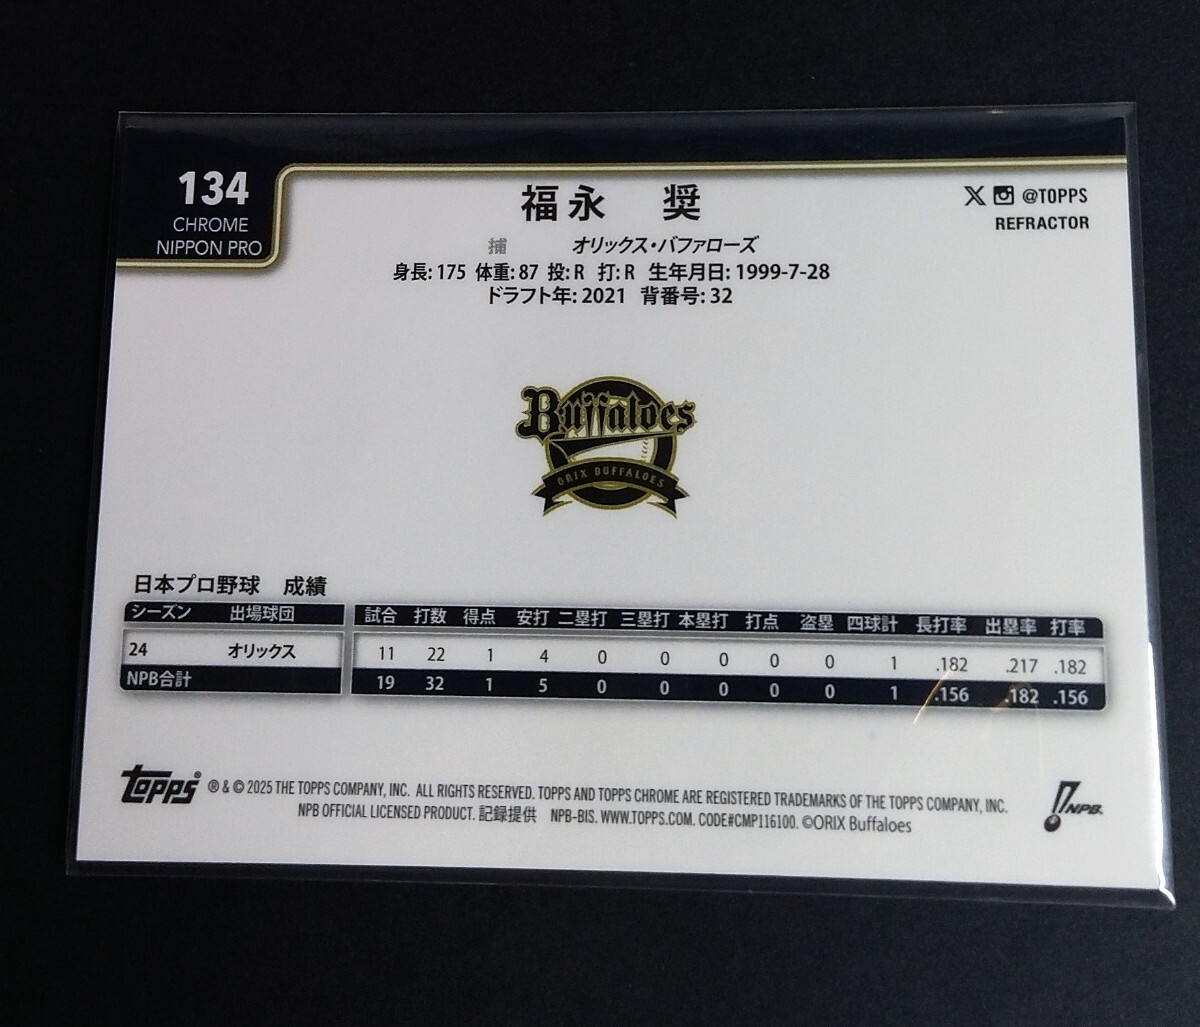 134
CHROME
NIPPON PRO
福永 奨
@TOPPS
REFRACTOR
捕 オリックス・バファローズ
身長: 175 体重: 87 投: R 打: R 生年月日: 1999-7-28
ドラフト年: 2021 背番号: 32
Buffaloes
ORIX BUFFALOES
日本プロ野球 成績
シーズン 出場球団 試合 打数 得点 安打 二塁打 三塁打 本塁打 打点 盗塁 四球計 長打率 出塁率 打率
24 オリックス 11 22 1 4 0 0 0 0 0 1 .182 .217 .182
NPB合計 19 32 1 5 0 0 0 0 0 1 .156 .182 .156
topps ® & © 2025 THE TOPPS COMPANY, INC. ALL RIGHTS RESERVED. TOPPS AND TOPPS CHROME ARE REGISTERED TRADEMARKS OF THE TOPPS COMPANY, INC.
NPB OFFICIAL LICENSED PRODUCT. 記録提供 NPB-BIS. WWW.TOPPS.COM. CODE#CMP116100. ©ORIX Buffaloes
NPB.